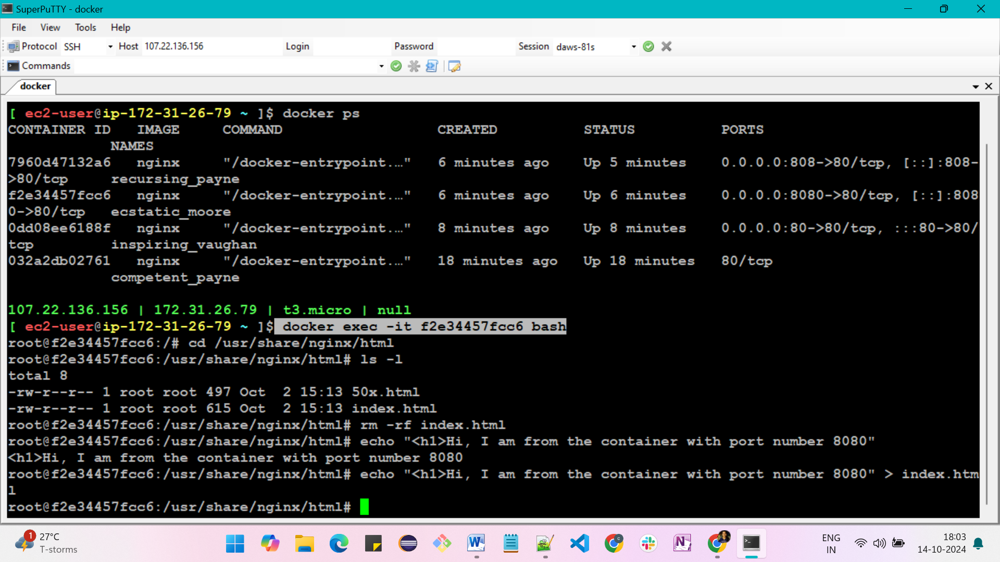 SuperPuTTY - docker
File View Tools Help
Protocol SSH Host 107.22.136.156 Login Password Session daws-81s
Commands
docker
[ ec2-user@ip-172-31-26-79 ~ ]$ docker ps
CONTAINER ID   IMAGE     COMMAND                  CREATED          STATUS          PORTS
            NAMES
7960d47132a6   nginx     "/docker-entrypoint.…"   6 minutes ago    Up 5 minutes    0.0.0.0:808->80/tcp, [::]:808-
>80/tcp     recursing_payne
f2e34457fcc6   nginx     "/docker-entrypoint.…"   6 minutes ago    Up 6 minutes    0.0.0.0:8080->80/tcp, [::]:808
0->80/tcp   ecstatic_moore
0dd08ee6188f   nginx     "/docker-entrypoint.…"   8 minutes ago    Up 8 minutes    0.0.0.0:80->80/tcp, :::80->80/
tcp         inspiring_vaughan
032a2db02761   nginx     "/docker-entrypoint.…"   18 minutes ago   Up 18 minutes   80/tcp
            competent_payne
107.22.136.156 | 172.31.26.79 | t3.micro | null
[ ec2-user@ip-172-31-26-79 ~ ]$ docker exec -it f2e34457fcc6 bash
root@f2e34457fcc6:/# cd /usr/share/nginx/html
root@f2e34457fcc6:/usr/share/nginx/html# ls -l
total 8
-rw-r--r-- 1 root root 497 Oct  2 15:13 50x.html
-rw-r--r-- 1 root root 615 Oct  2 15:13 index.html
root@f2e34457fcc6:/usr/share/nginx/html# rm -rf index.html
root@f2e34457fcc6:/usr/share/nginx/html# echo "<h1>Hi, I am from the container with port number 8080"
<h1>Hi, I am from the container with port number 8080
root@f2e34457fcc6:/usr/share/nginx/html# echo "<h1>Hi, I am from the container with port number 8080" > index.htm
l
root@f2e34457fcc6:/usr/share/nginx/html#
1
27°C
T-storms
ENG
IN
18:03
14-10-2024